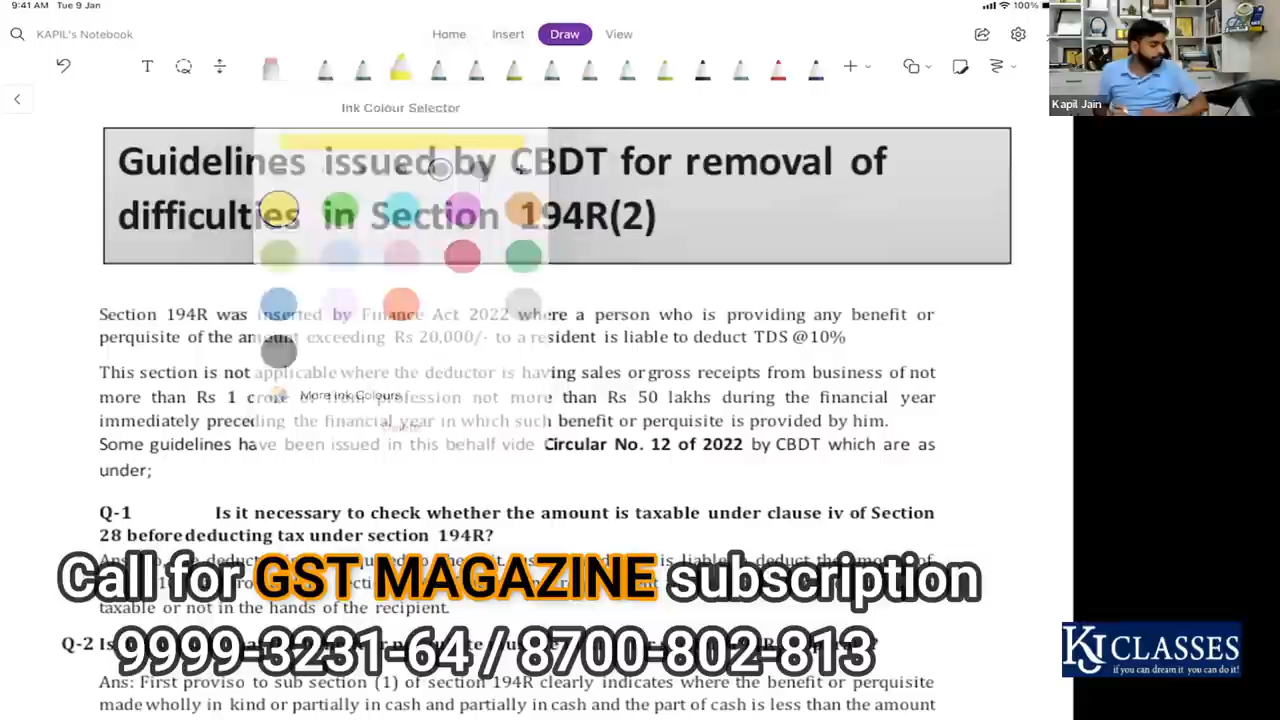 9:41 AM Tue 9 Jan
100%
KAPIL's Notebook
Home Insert Draw View
Kapil Jain
Ink Colour Selector
Guidelines issued by CBDT for removal of
difficulties in Section 194R(2)
Section 194R was inserted by Finance Act 2022 where a person who is providing any benefit or
perquisite of the amount exceeding Rs 20,000/- to a resident is liable to deduct TDS @10%
This section is not applicable where the deductor is having sales or gross receipts from business of not
more than Rs 1 crore or from profession not more than Rs 50 lakhs during the financial year
More Ink Colours
immediately preceding the financial year in which such benefit or perquisite is provided by him.
Some guidelines have been issued in this behalf vide Circular No. 12 of 2022 by CBDT which are as
under;
Q-1 Is it necessary to check whether the amount is taxable under clause iv of Section
28 before deducting tax under section 194R?
Call for GST MAGAZINE subscription
taxable or not in the hands of the recipient.
Q-2
9999-3231-64 / 8700-802-813
KJ CLASSES
if you can dream it you can do it!
Ans: First proviso to sub section (1) of section 194R clearly indicates where the benefit or perquisite
made wholly in kind or partially in cash and partially in cash and the part of cash is less than the amount